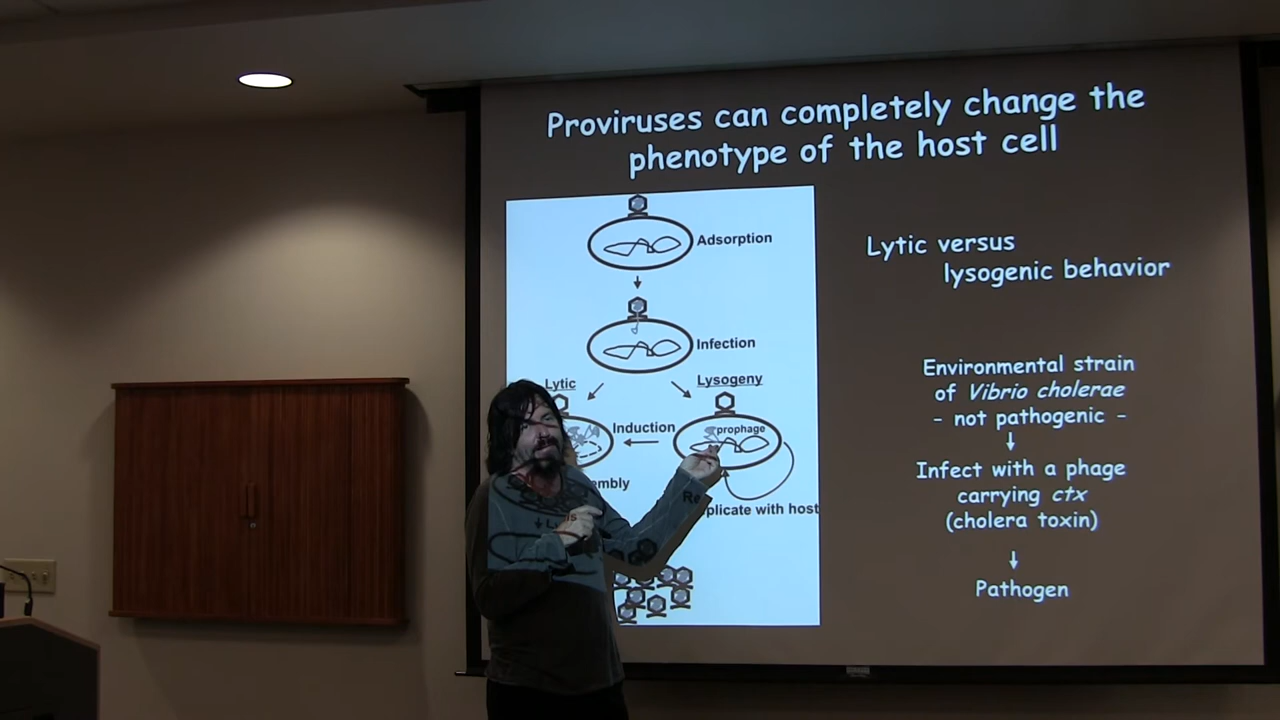 Proviruses can completely change the
phenotype of the host cell
Adsorption
Infection
Lytic
Lysogeny
Induction
prophage
Replicate with host
Lytic versus
lysogenic behavior
Environmental strain
of Vibrio cholerae
- not pathogenic -
Infect with a phage
carrying ctx
(cholera toxin)
Pathogen